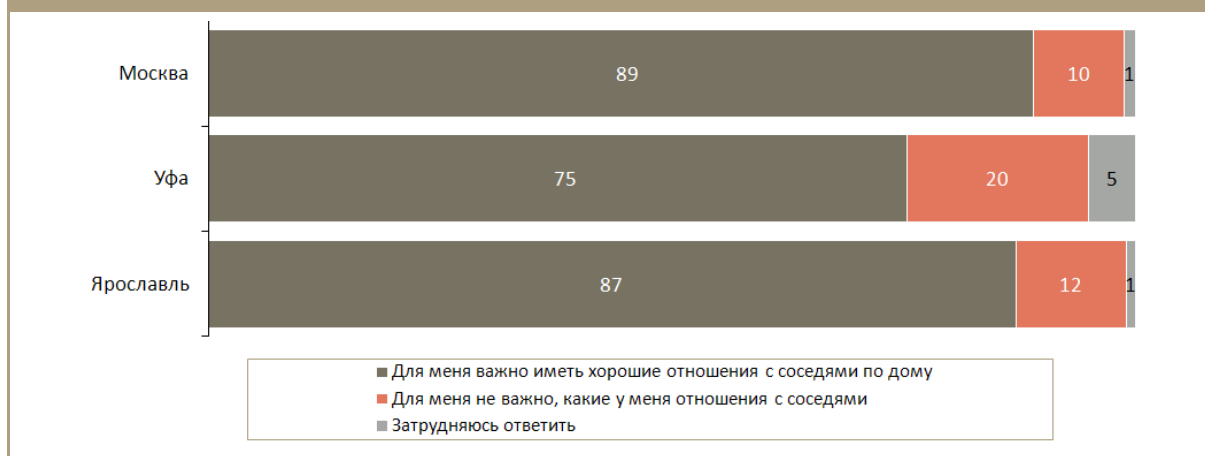 Москва
89
10
1
Уфа
75
20
5
Ярославль
87
12
1
Для меня важно иметь хорошие отношения с соседями по дому
Для меня не важно, какие у меня отношения с соседями
Затрудняюсь ответить